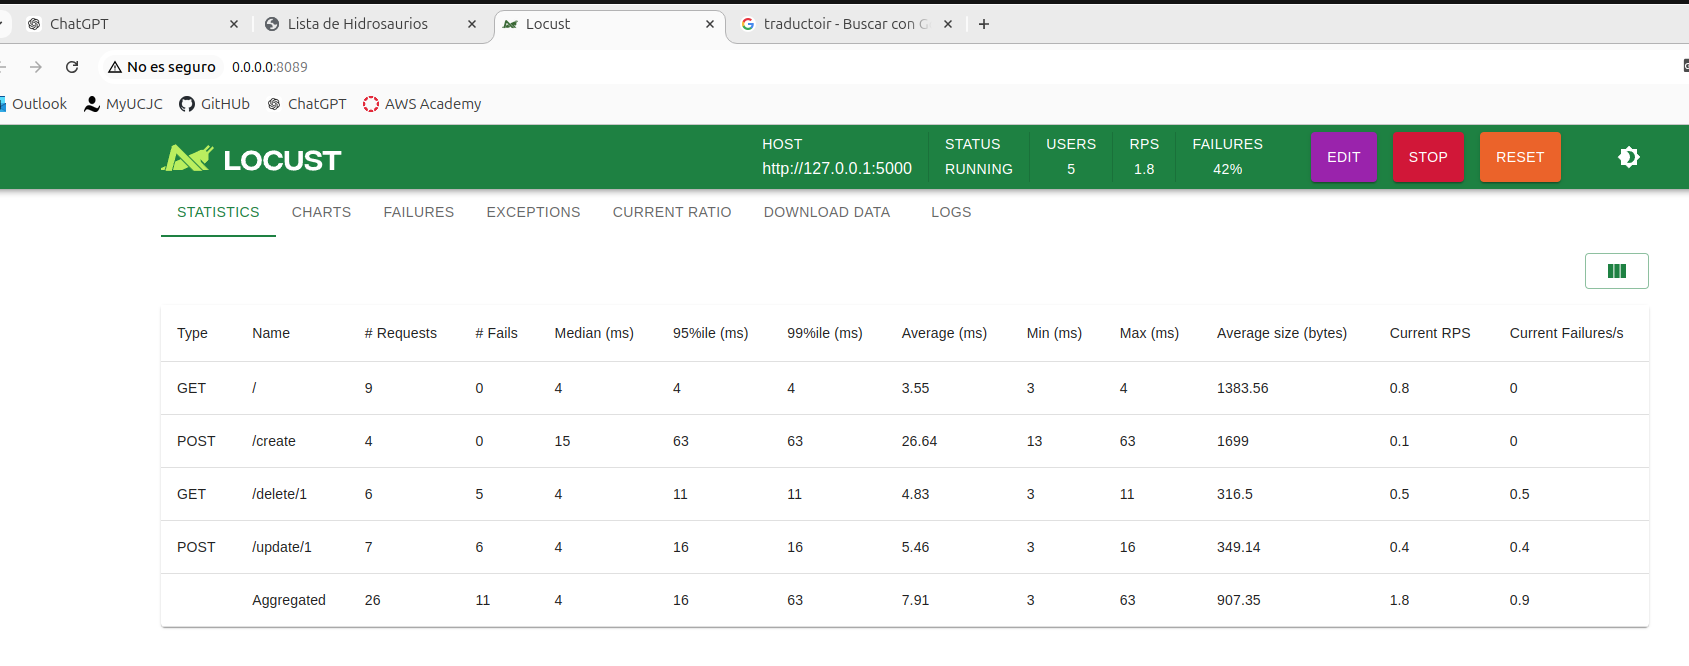 ChatGPT
Lista de Hidrosaurios
Locust
traductoir - Buscar con G
No es seguro 0.0.0.0:8089
Outlook MyUCJC GitHUb ChatGPT AWS Academy
LOCUST
HOST
http://127.0.0.1:5000
STATUS
RUNNING
USERS
5
RPS
1.8
FAILURES
42%
EDIT
STOP
RESET
STATISTICS CHARTS FAILURES EXCEPTIONS CURRENT RATIO DOWNLOAD DATA LOGS
Type Name # Requests # Fails Median (ms) 95%ile (ms) 99%ile (ms) Average (ms) Min (ms) Max (ms) Average size (bytes) Current RPS Current Failures/s
GET / 9 0 4 4 4 3.55 3 4 1383.56 0.8 0
POST /create 4 0 15 63 63 26.64 13 63 1699 0.1 0
GET /delete/1 6 5 4 11 11 4.83 3 11 316.5 0.5 0.5
POST /update/1 7 6 4 16 16 5.46 3 16 349.14 0.4 0.4
Aggregated 26 11 4 16 63 7.91 3 63 907.35 1.8 0.9